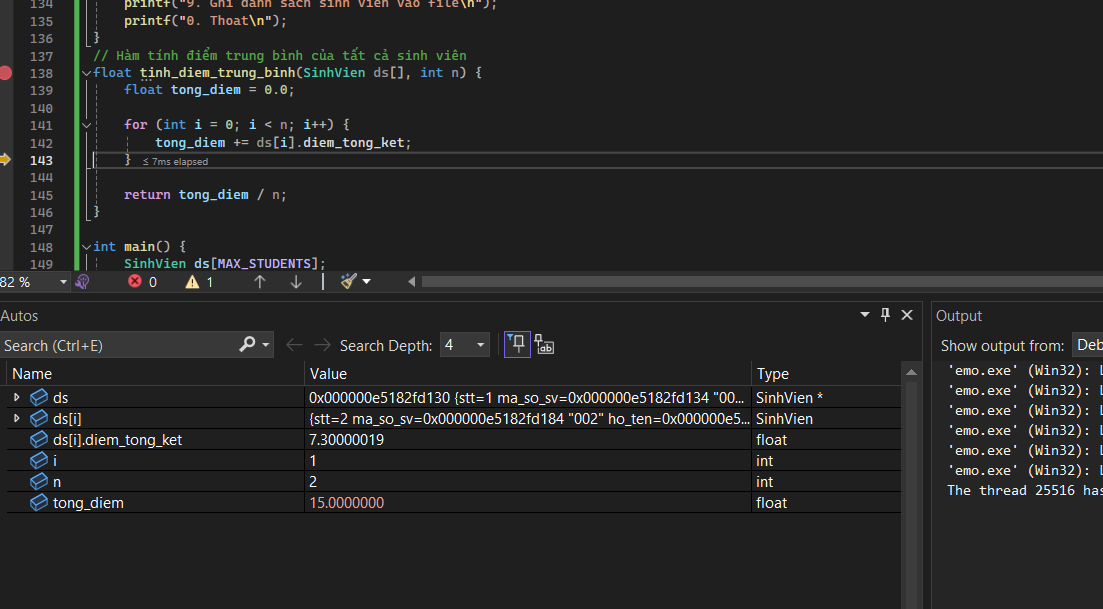 134 printf("9. Ghi danh sach sinh vien vao file\n");
135 printf("0. Thoat\n");
136 }
137 // Hàm tính điểm trung bình của tất cả sinh viên
138 float tinh_diem_trung_binh(SinhVien ds[], int n) {
139 float tong_diem = 0.0;
140
141 for (int i = 0; i < n; i++) {
142 tong_diem += ds[i].diem_tong_ket;
143 } ≤ 7ms elapsed
144
145 return tong_diem / n;
146 }
147
148 int main() {
149 SinhVien ds[MAX_STUDENTS];
82 % 0 1
Autos
Search (Ctrl+E) Search Depth: 4
Name Value Type
ds 0x000000e5182fd130 {stt=1 ma_so_sv=0x000000e5182fd134 "00... SinhVien *
ds[i] {stt=2 ma_so_sv=0x000000e5182fd184 "002" ho_ten=0x000000e5... SinhVien
ds[i].diem_tong_ket 7.30000019 float
i 1 int
n 2 int
tong_diem 15.0000000 float
Output
Show output from: Deb
'emo.exe' (Win32): L
'emo.exe' (Win32): L
'emo.exe' (Win32): L
'emo.exe' (Win32): L
'emo.exe' (Win32): L
'emo.exe' (Win32): L
The thread 25516 has